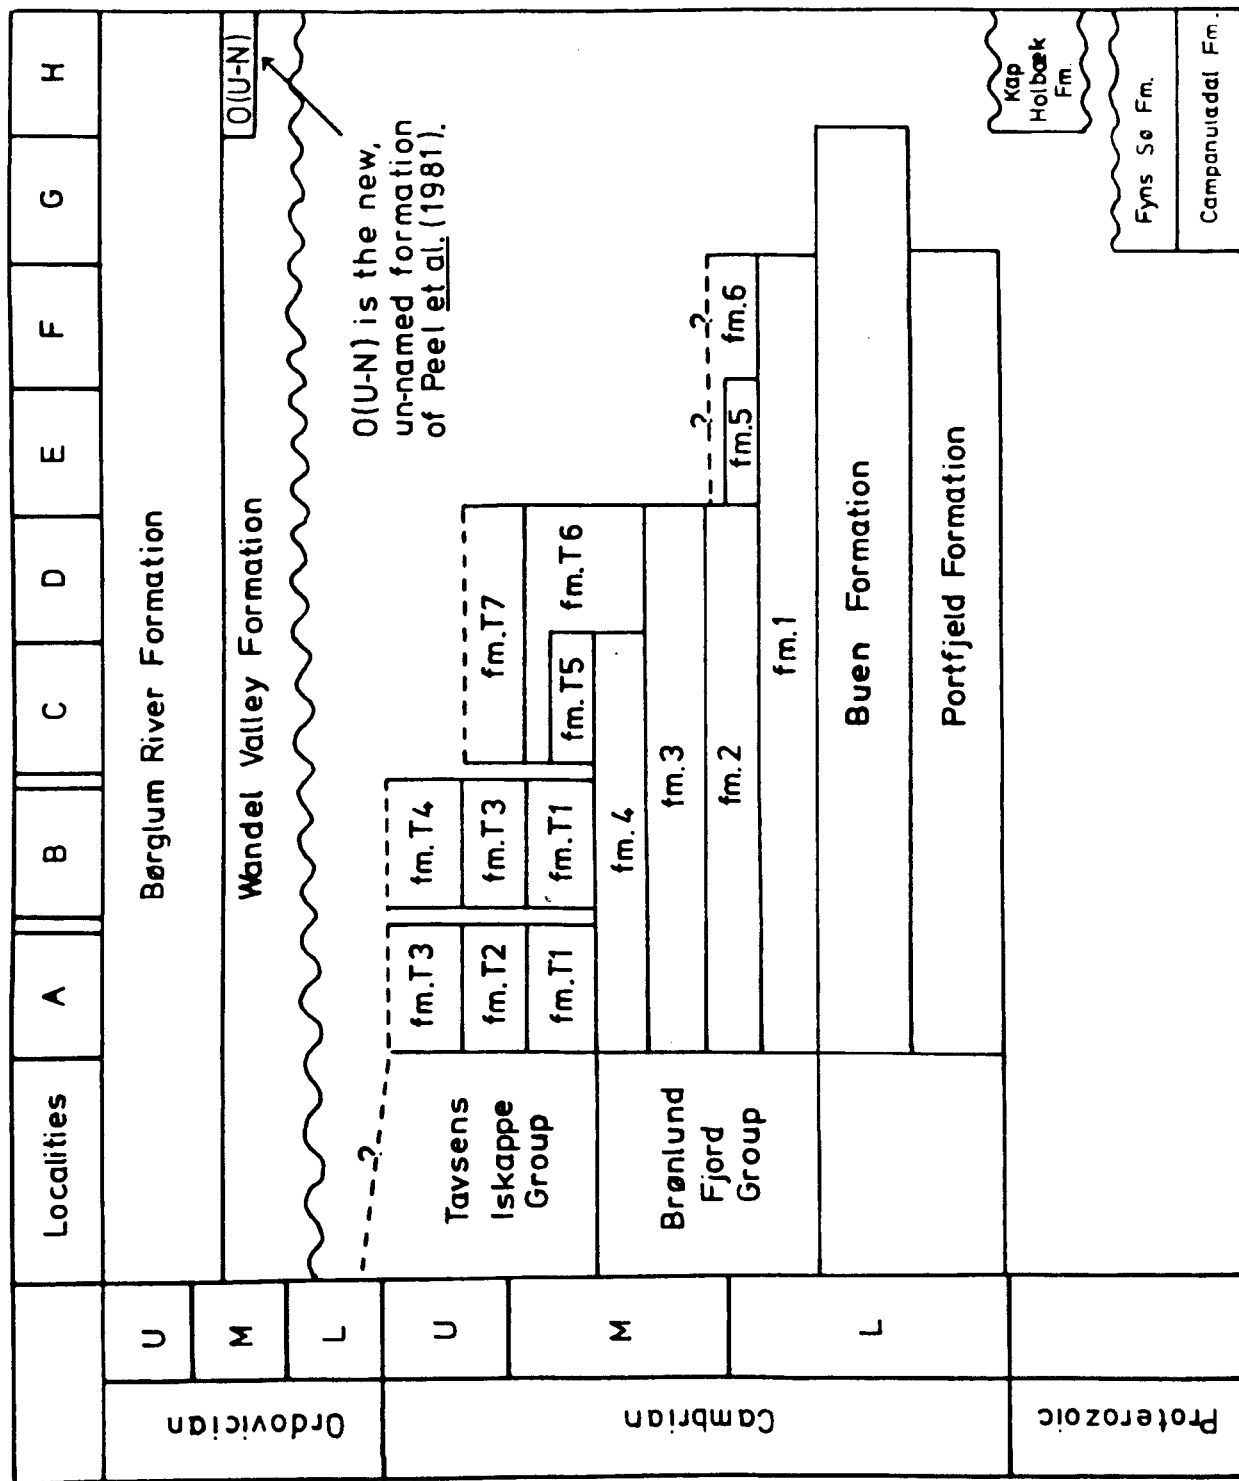 Localities
A
B
C
D
E
F
G
H
Ordovician
U
M
L
Cambrian
U
M
L
Proterozoic
Børglum River Formation
Wandel Valley Formation
O(U-N)
O(U-N) is the new,
un-named formation
of Peel et al. (1981).
?
Tavsens
Iskappe
Group
fm.T3
fm.T2
fm.T1
fm.T4
fm.T3
fm.T1
fm.T7
fm.T5
fm.T6
Brønlund
Fjord
Group
fm.4
fm.3
fm.2
fm.1
?
?
fm.5
fm.6
Buen Formation
Portfjeld Formation
Kap
Holbæk
Fm.
Fyns Sø Fm.
Campanuladal Fm.